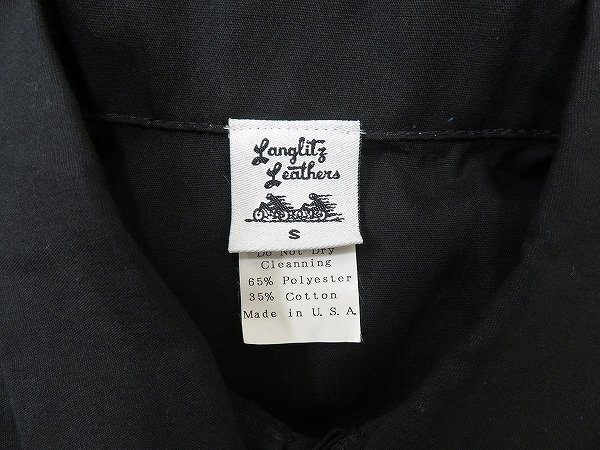 Langlitz
Leathers
S
Do Not Dry
Cleanning
65% Polyester
35% Cotton
Made in U.S.A.